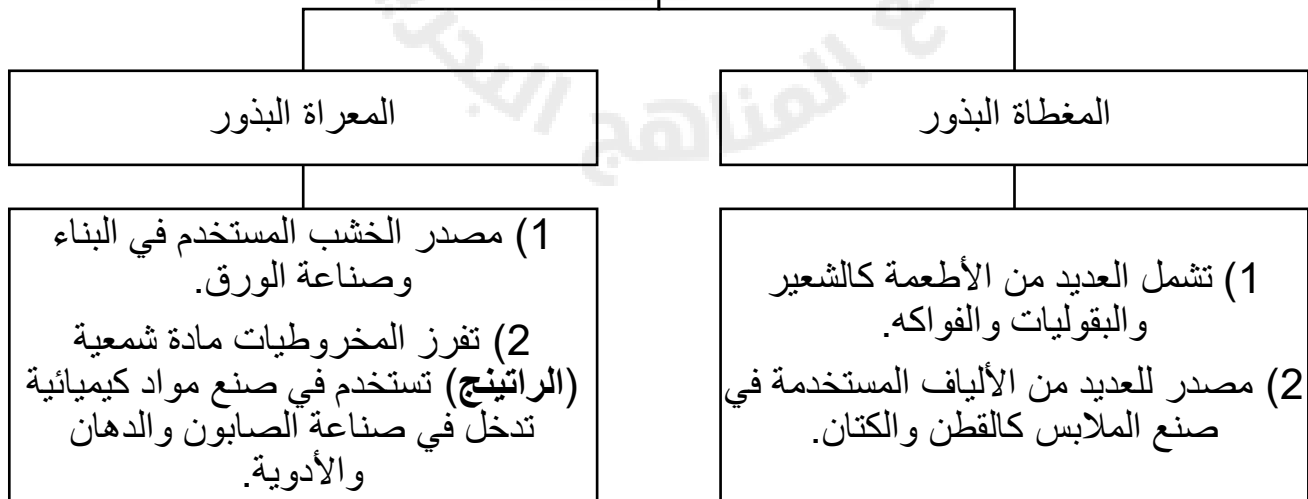 المغطاة البذور
المعراة البذور
1) تشمل العديد من الأطعمة كالشعير
والبقوليات والفواكه.
2) مصدر للعديد من الألياف المستخدمة في
صنع الملابس كالقطن والكتان.
1) مصدر الخشب المستخدم في البناء
وصناعة الورق.
2) تفرز المخروطيات مادة شمعية
(الراتينج) تستخدم في صنع مواد كيميائية
تدخل في صناعة الصابون والدهان
والأدوية.
المناهج